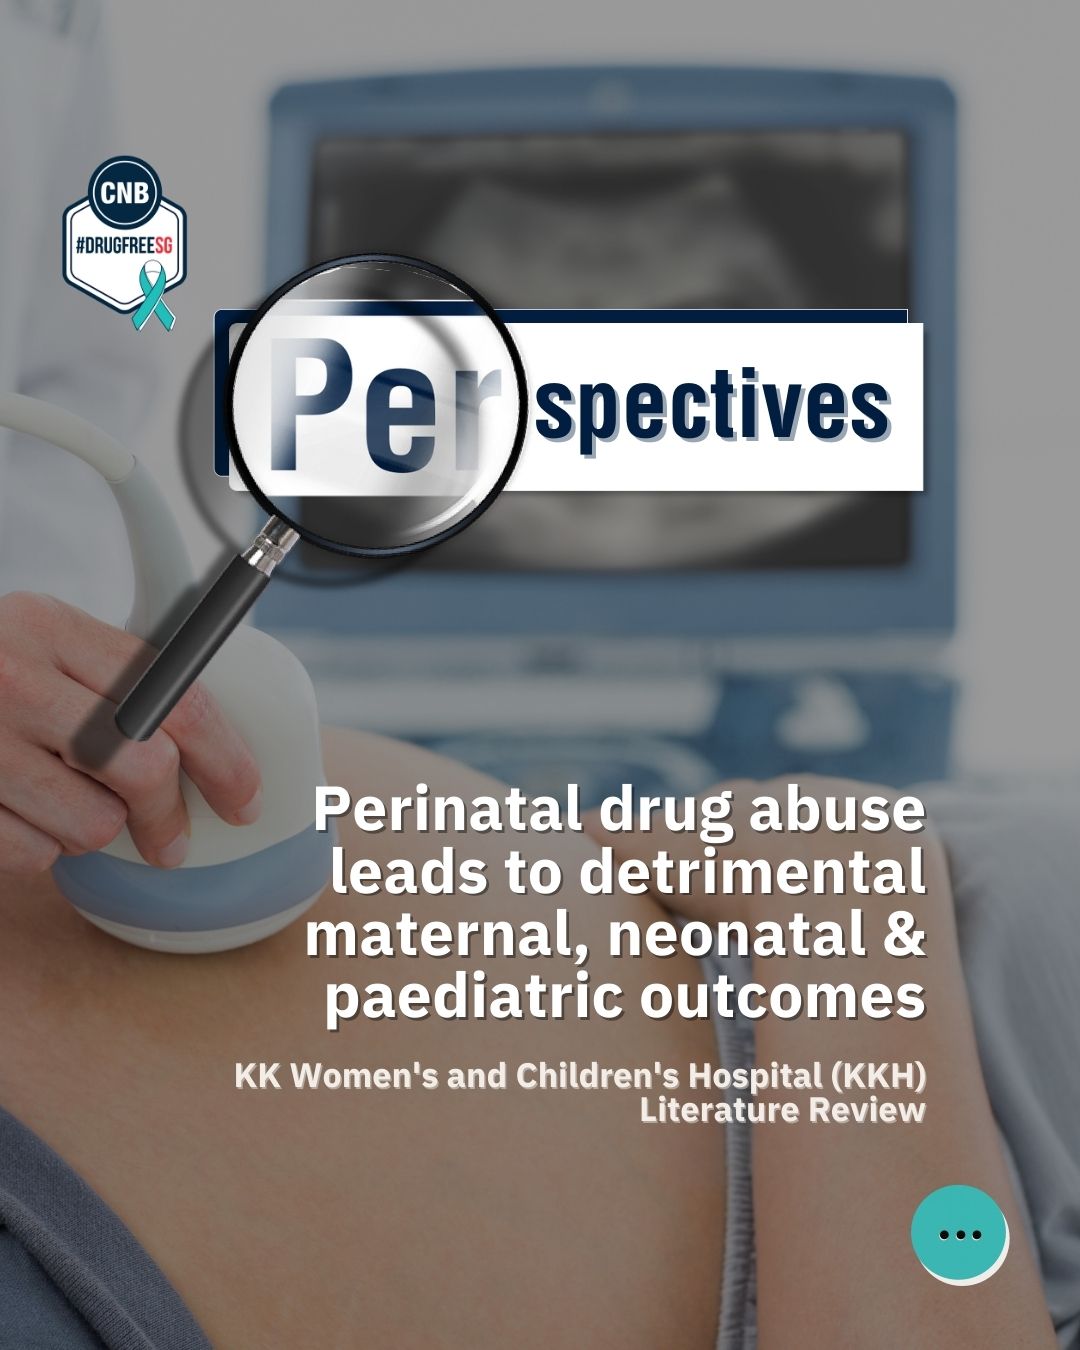 CNB
#DRUGFREESG
Perspectives
Perinatal drug abuse
leads to detrimental
maternal, neonatal &
paediatric outcomes
KK Women's and Children's Hospital (KKH)
Literature Review